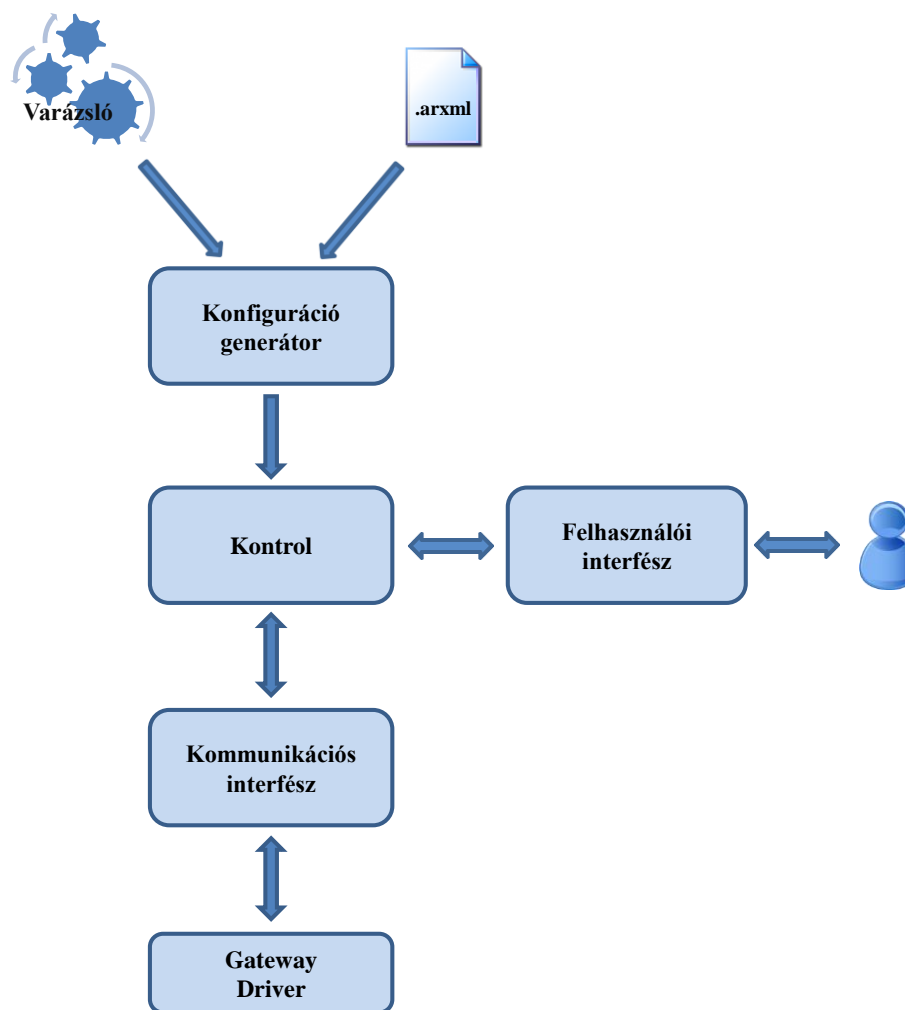 Varázsló
.arxml
Konfiguráció
generátor
Kontrol
Felhasználói
interfész
Kommunikációs
interfész
Gateway
Driver